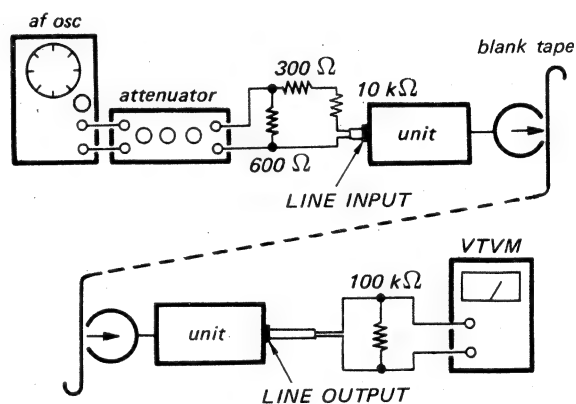 af osc
blank tape
attenuator
300 Ω
10 kΩ
unit
600 Ω
LINE INPUT
VTVM
100 kΩ
unit
LINE OUTPUT